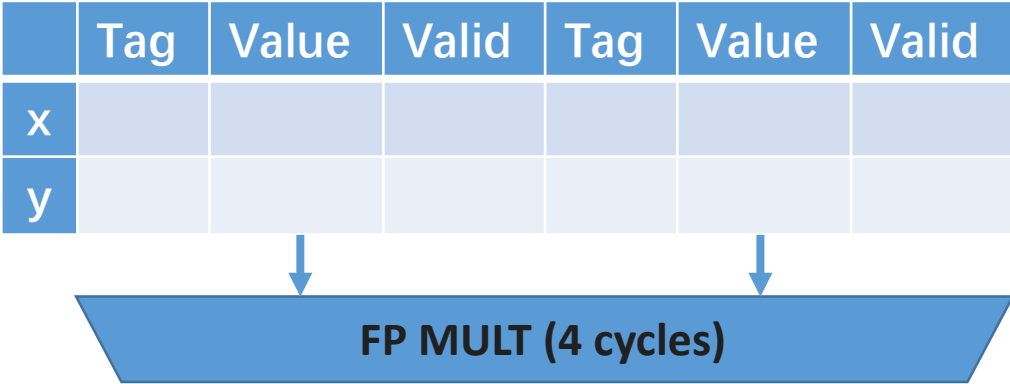 Tag Value Valid Tag Value Valid
x
y
FP MULT (4 cycles)